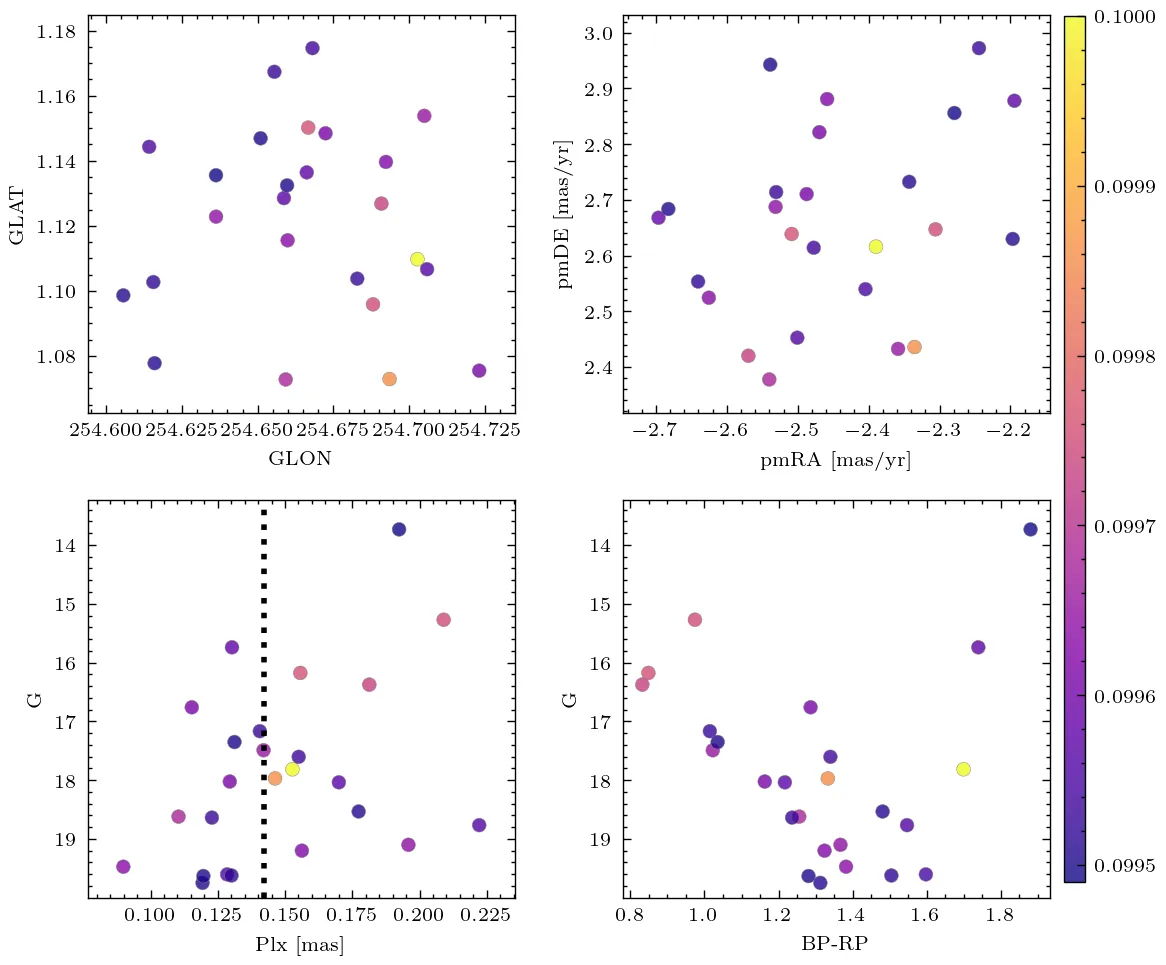 1.18
1.16
1.14
1.12
1.10
1.08
GLAT
254.600 254.625 254.650 254.675 254.700 254.725
GLON
3.0
2.9
2.8
2.7
2.6
2.5
2.4
pmDE [mas/yr]
−2.7 −2.6 −2.5 −2.4 −2.3 −2.2
pmRA [mas/yr]
14
15
16
17
18
19
G
0.100 0.125 0.150 0.175 0.200 0.225
Plx [mas]
14
15
16
17
18
19
G
0.8 1.0 1.2 1.4 1.6 1.8
BP-RP
0.1000
0.0999
0.0998
0.0997
0.0996
0.0995